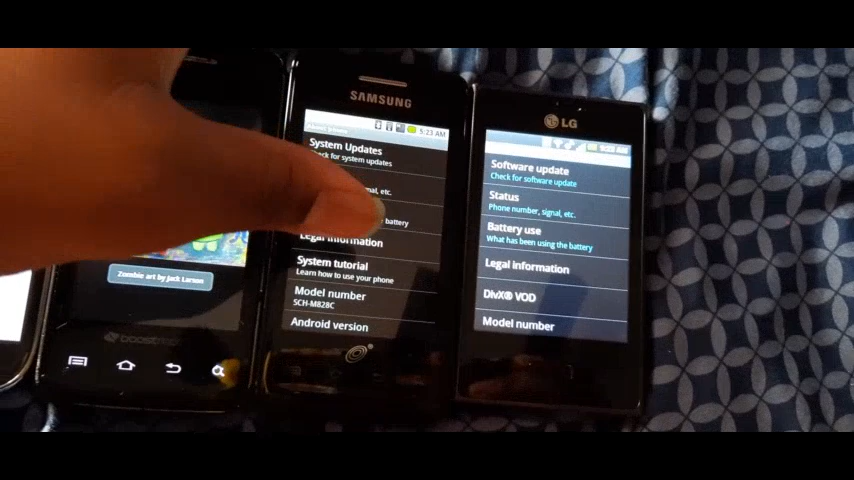 Zombie art by Jack Larson
boostmo
SAMSUNG
5:23 AM
System Updates
Check for system updates
nal, etc.
battery
Legal information
System tutorial
Learn how to use your phone
Model number
SCH-M828C
Android version
LG
Software update
Check for software update
Status
Phone number, signal, etc.
Battery use
What has been using the battery
Legal information
DivX® VOD
Model number